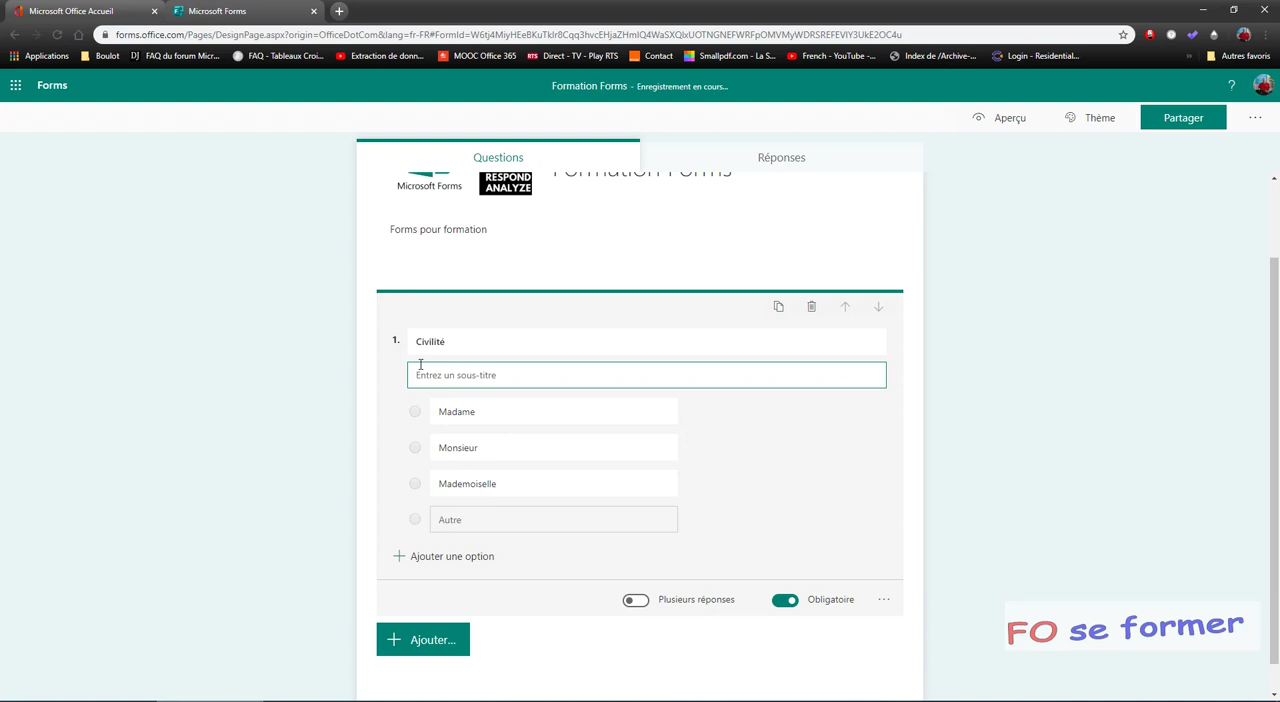 Microsoft Office Accueil
Microsoft Forms
forms.office.com/Pages/DesignPage.aspx?origin=OfficeDotCom&lang=fr-FR#FormId=
Applications
Boulot
FAQ du forum Micr...
FAQ - Tableaux Croi...
Extraction de donn...
MOOC Office 365
RTS Direct - TV - Play RTS
Contact
Smallpdf.com - La S...
French - YouTube -...
Index de /Archive-...
Login - Residential...
»
Autres favoris
Forms
Formation Forms - Enregistrement en cours...
?
Aperçu
Thème
Partager
...
Questions
Réponses
Microsoft Forms
RESPOND
ANALYZE
Formation Forms
Forms pour formation
1.
Civilité
Entrez un sous-titre
Madame
Monsieur
Mademoiselle
Autre
+ Ajouter une option
Plusieurs réponses
Obligatoire
...
+ Ajouter...
FO se former